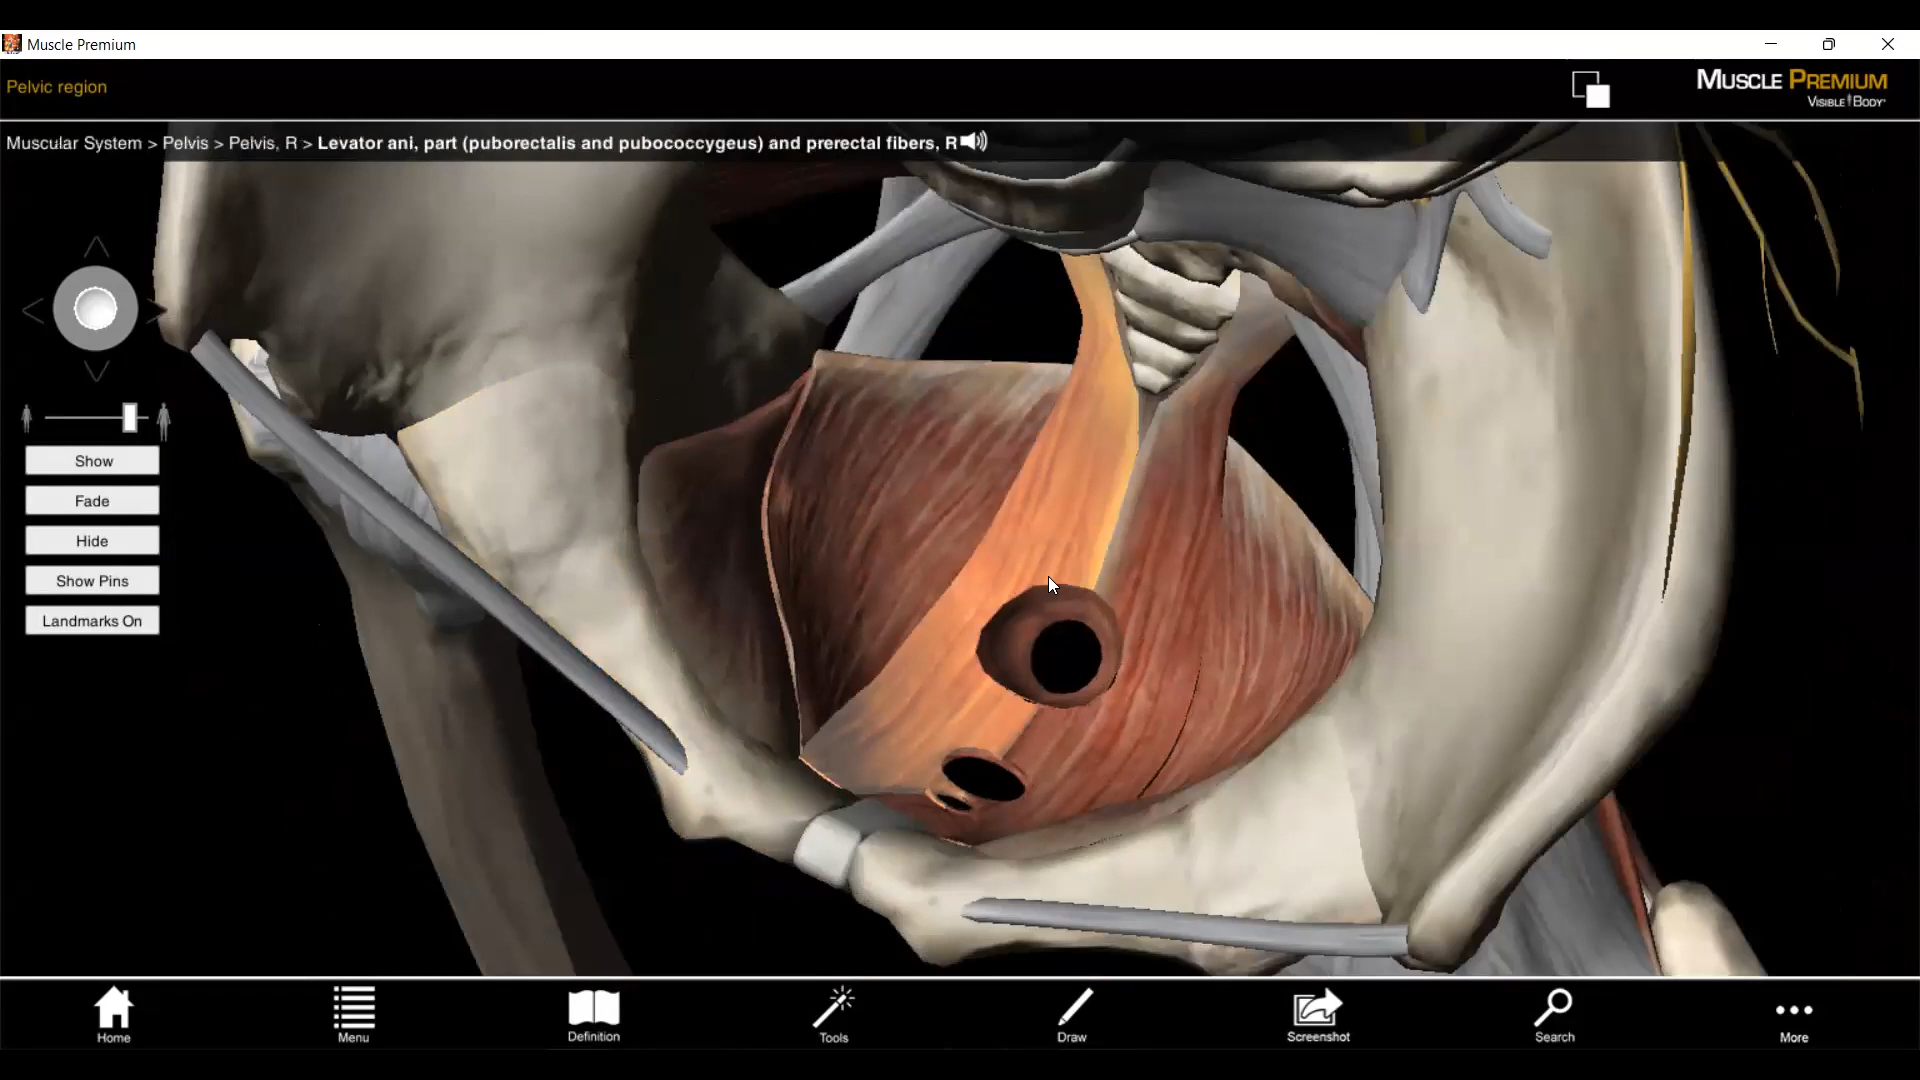 Muscle Premium
Pelvic region
MUSCLE PREMIUM
VISIBLE BODY®
Muscular System > Pelvis > Pelvis, R > Levator ani, part (puborectalis and pubococcygeus) and prerectal fibers, R
Show
Fade
Hide
Show Pins
Landmarks On
Home
Menu
Definition
Tools
Draw
Screenshot
Search
More